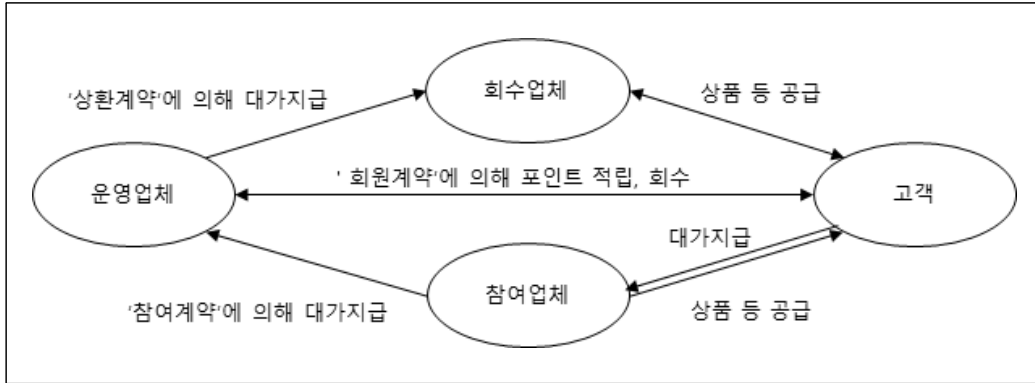 회수업체
'상환계약'에 의해 대가지급
상품 등 공급
' 회원계약'에 의해 포인트 적립, 회수
운영업체
고객
대가지급
참여업체
'참여계약'에 의해 대가지급
상품 등 공급